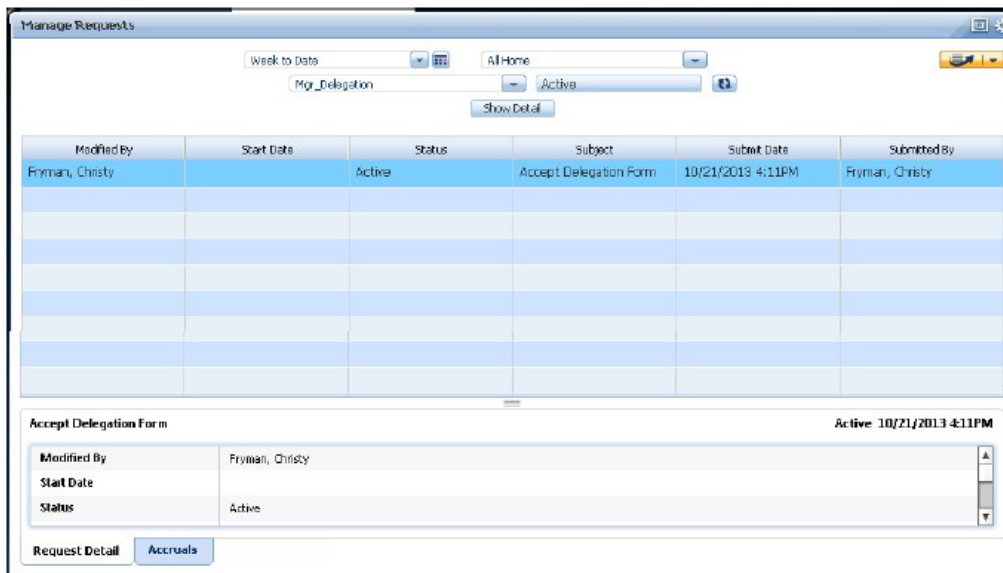 Manage Requests
Week to Date All Home
Mgr_Delegation Active
Show Detail
Modified By Start Date Status Subject Submit Date Submitted By
Fryman, Christy Active Accept Delegation Form 10/21/2013 4:11PM Fryman, Christy
Accept Delegation Form Active 10/21/2013 4:11PM
Modified By Fryman, Christy
Start Date
Status Active
Request Detail Accruals